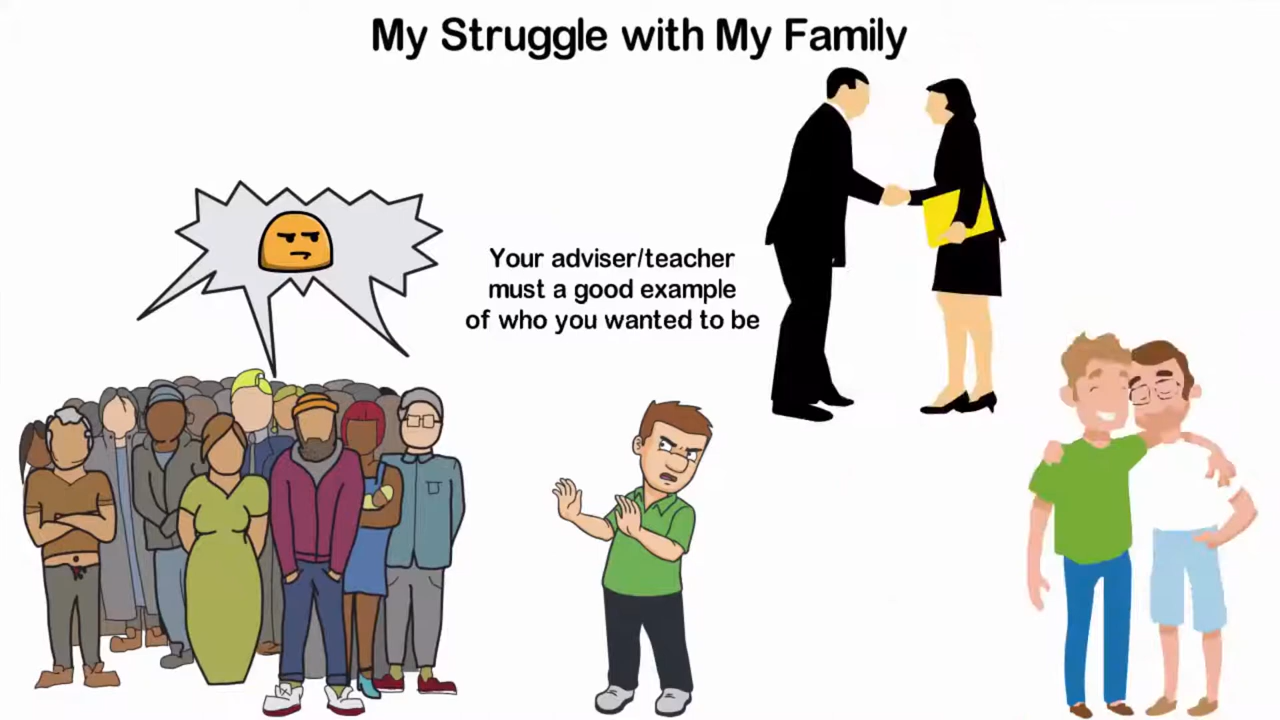 My Struggle with My Family
Your adviser/teacher
must a good example
of who you wanted to be